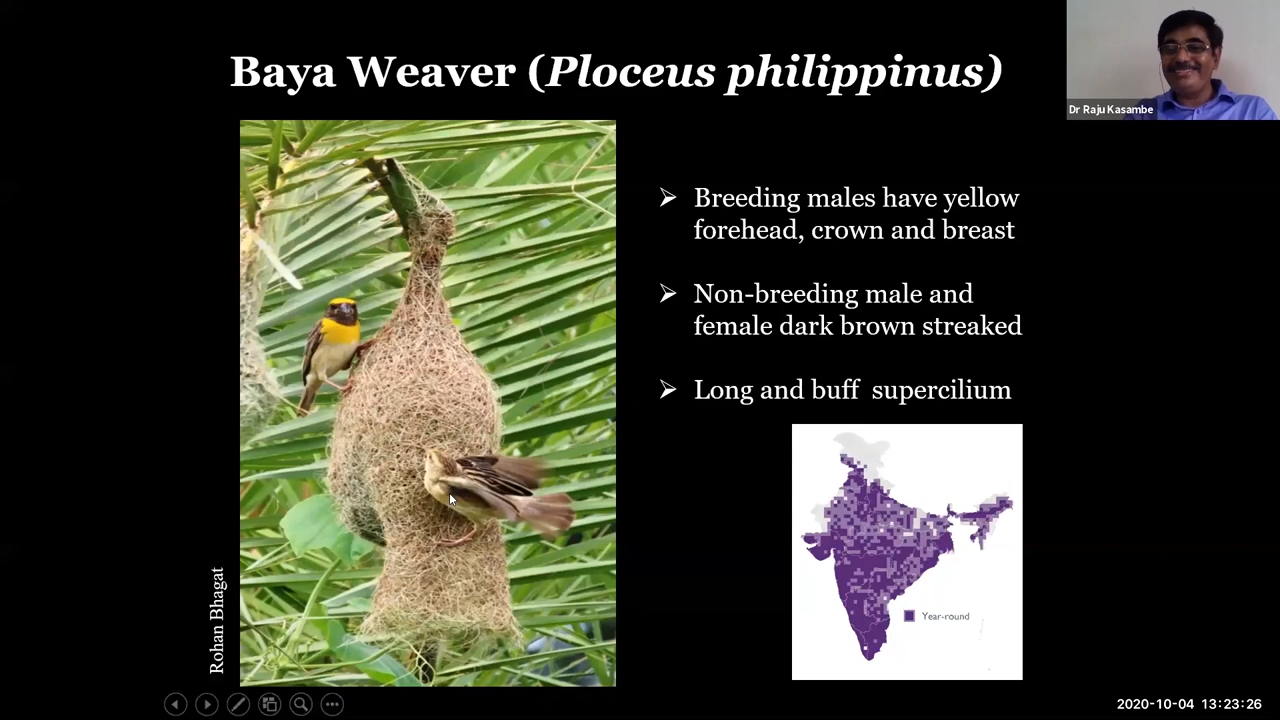 Baya Weaver (Ploceus philippinus)
Dr Raju Kasambe
➢ Breeding males have yellow
forehead, crown and breast
➢ Non-breeding male and
female dark brown streaked
➢ Long and buff  supercilium
Year-round
Rohan Bhagat
2020-10-04 13:23:26